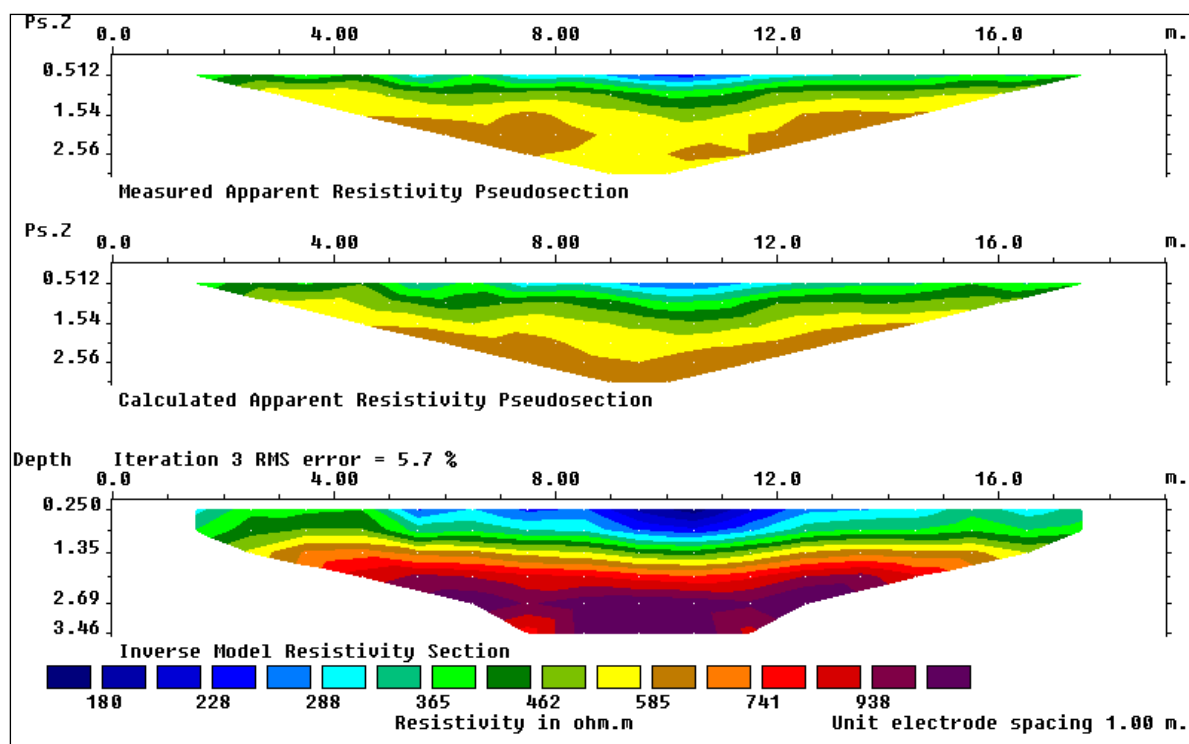 Ps.Z 0.0 4.00 8.00 12.0 16.0 m.
0.512
1.54
2.56
Measured Apparent Resistivity Pseudosection
Ps.Z 0.0 4.00 8.00 12.0 16.0 m.
0.512
1.54
2.56
Calculated Apparent Resistivity Pseudosection
Depth Iteration 3 RMS error = 5.7 %
0.0 4.00 8.00 12.0 16.0 m.
0.250
1.35
2.69
3.46
Inverse Model Resistivity Section
180 228 288 365 462 585 741 938
Resistivity in ohm.m Unit electrode spacing 1.00 m.